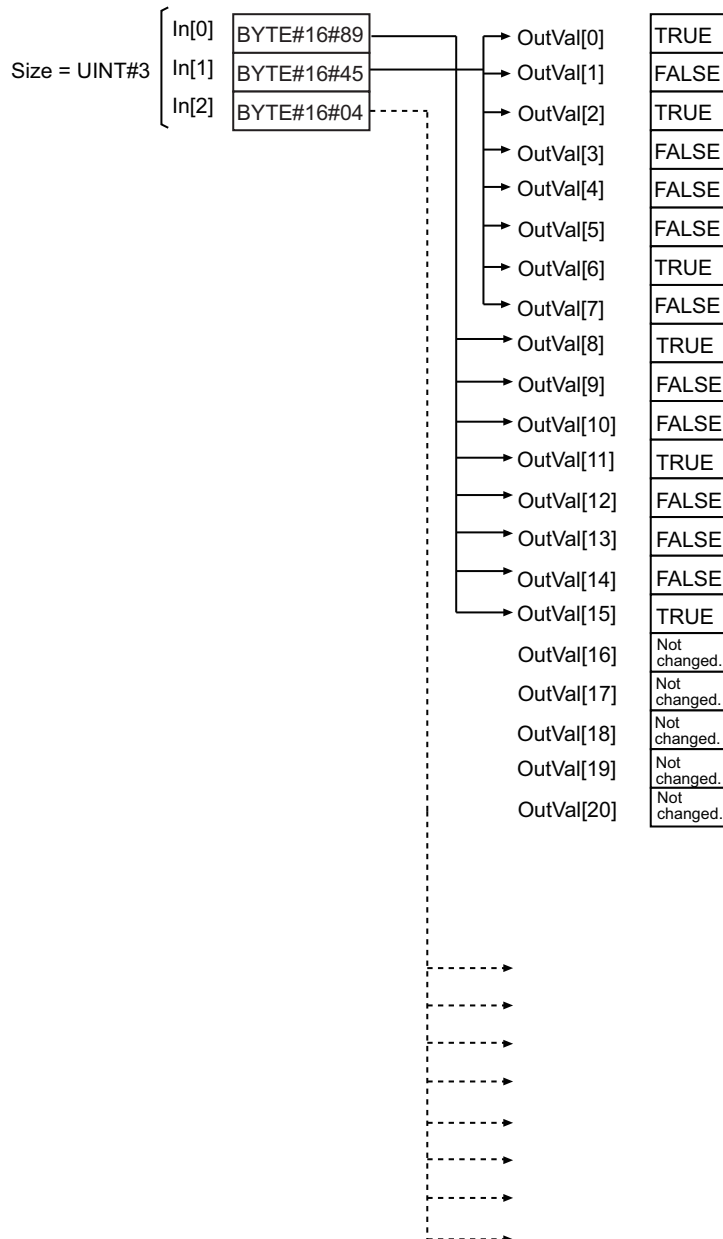 In[0] BYTE#16#89 OutVal[0] TRUE
Size = UINT#3 In[1] BYTE#16#45 OutVal[1] FALSE
In[2] BYTE#16#04 OutVal[2] TRUE
OutVal[3] FALSE
OutVal[4] FALSE
OutVal[5] FALSE
OutVal[6] TRUE
OutVal[7] FALSE
OutVal[8] TRUE
OutVal[9] FALSE
OutVal[10] FALSE
OutVal[11] TRUE
OutVal[12] FALSE
OutVal[13] FALSE
OutVal[14] FALSE
OutVal[15] TRUE
OutVal[16] Not
changed.
OutVal[17] Not
changed.
OutVal[18] Not
changed.
OutVal[19] Not
changed.
OutVal[20] Not
changed.